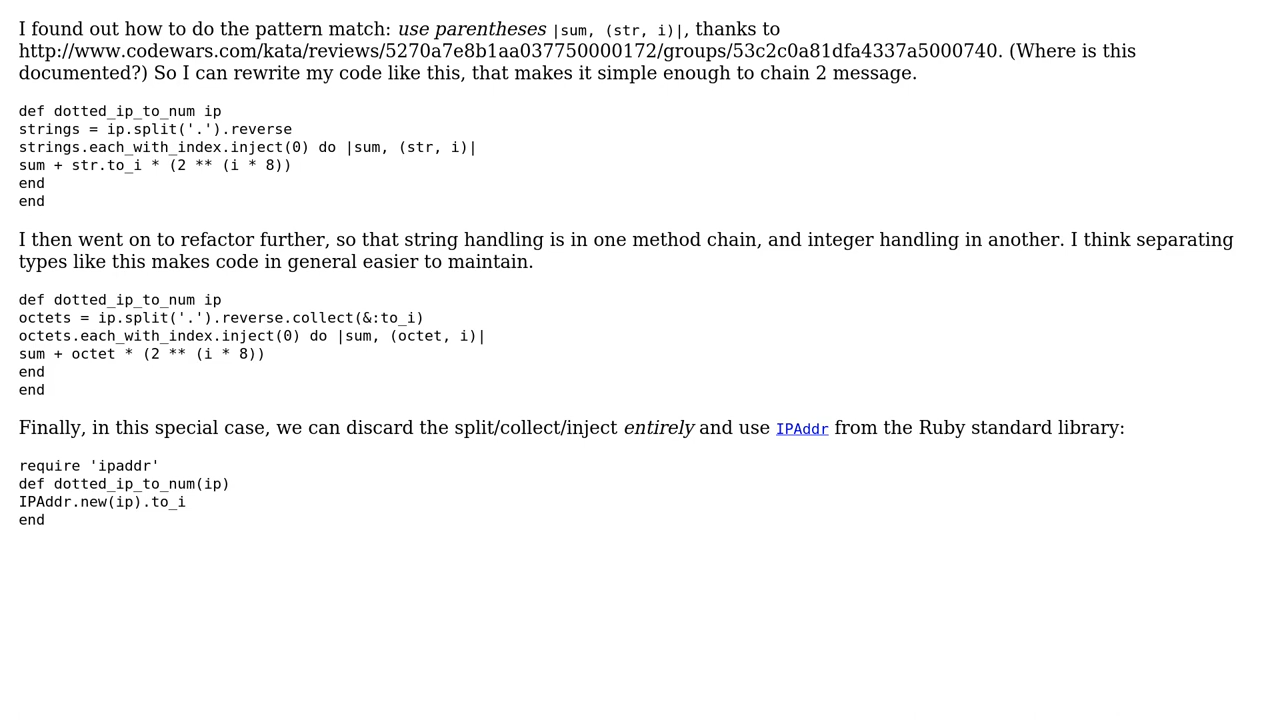 I found out how to do the pattern match: use parentheses |sum, (str, i)|, thanks to
http://www.codewars.com/kata/reviews/5270a7e8b1aa037750000172/groups/53c2c0a81dfa4337a5000740. (Where is this
documented?) So I can rewrite my code like this, that makes it simple enough to chain 2 message.
def dotted_ip_to_num ip
strings = ip.split('.').reverse
strings.each_with_index.inject(0) do |sum, (str, i)|
sum + str.to_i * (2 ** (i * 8))
end
end
I then went on to refactor further, so that string handling is in one method chain, and integer handling in another. I think separating
types like this makes code in general easier to maintain.
def dotted_ip_to_num ip
octets = ip.split('.').reverse.collect(&:to_i)
octets.each_with_index.inject(0) do |sum, (octet, i)|
sum + octet * (2 ** (i * 8))
end
end
Finally, in this special case, we can discard the split/collect/inject entirely and use IPAddr from the Ruby standard library:
require 'ipaddr'
def dotted_ip_to_num(ip)
IPAddr.new(ip).to_i
end